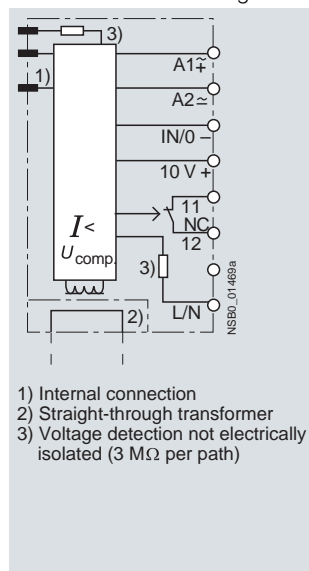 3)
A1≂+
1)
A2≃
IN/0 –
10 V +
11
I< NC
12
U comp.
3)
2)
L/N
NSB0_01469a
1) Internal connection
2) Straight-through transformer
3) Voltage detection not electrically
isolated (3 MΩ per path)